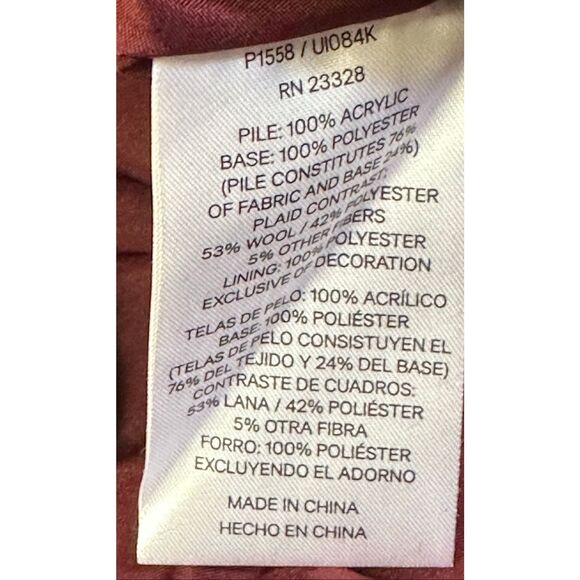 P1558 / UI084K
RN 23328
PILE: 100% ACRYLIC
BASE: 100% POLYESTER
(PILE CONSTITUTES 76%
OF FABRIC AND BASE 24%)
PLAID CONTRAST:
53% WOOL / 42% POLYESTER
5% OTHER FIBERS
LINING: 100% POLYESTER
EXCLUSIVE OF DECORATION
TELAS DE PELO: 100% ACRÍLICO
BASE: 100% POLIÉSTER
(TELAS DE PELO CONSISTUYEN EL
76% DEL TEJIDO Y 24% DEL BASE)
CONTRASTE DE CUADROS:
53% LANA / 42% POLIÉSTER
5% OTRA FIBRA
FORRO: 100% POLIÉSTER
EXCLUYENDO EL ADORNO
MADE IN CHINA
HECHO EN CHINA